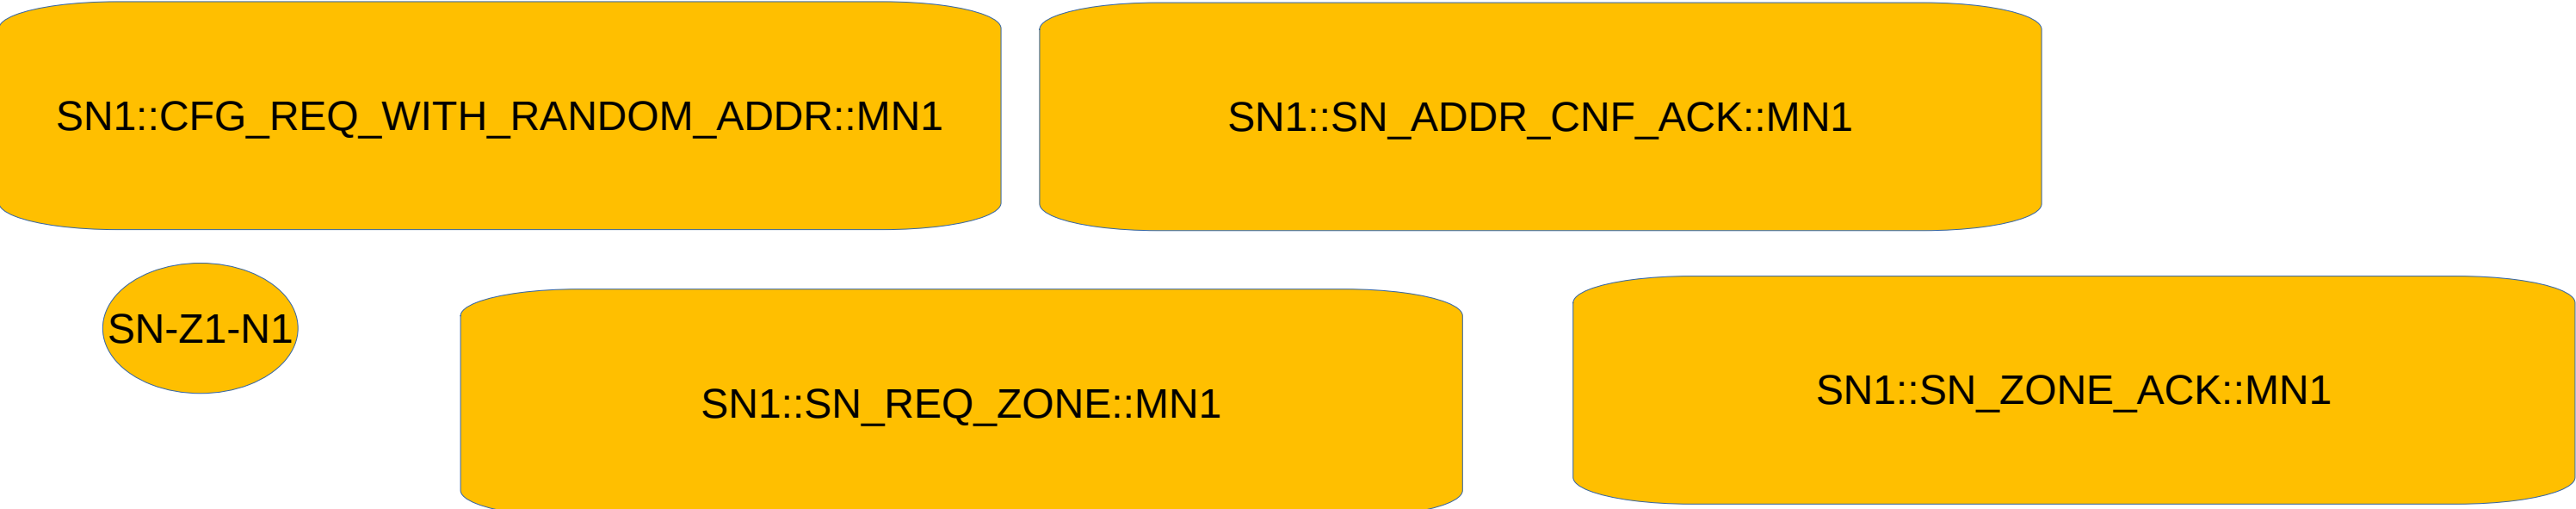 SN1::CFG_REQ_WITH_RANDOM_ADDR::MN1
SN1::SN_ADDR_CNF_ACK::MN1
SN-Z1-N1
SN1::SN_REQ_ZONE::MN1
SN1::SN_ZONE_ACK::MN1